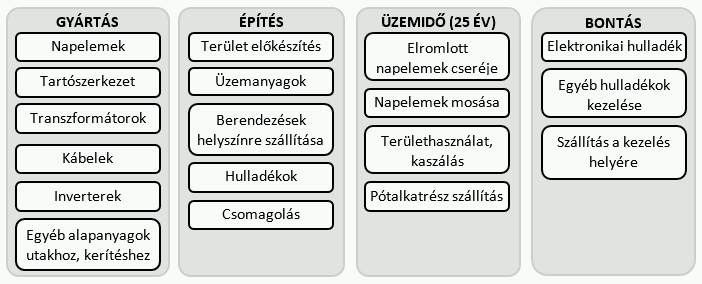 GYÁRTÁS
Napelemek
Tartószerkezet
Transzformátorok
Kábelek
Inverterek
Egyéb alapanyagok
utakhoz, kerítéshez
ÉPÍTÉS
Terület előkészítés
Üzemanyagok
Berendezések
helyszínre szállítása
Hulladékok
Csomagolás
ÜZEMIDŐ (25 ÉV)
Elromlott
napelemek cseréje
Napelemek mosása
Területhasználat,
kaszálás
Pótalkatrész szállítás
BONTÁS
Elektronikai hulladék
Egyéb hulladékok
kezelése
Szállítás a kezelés
helyére